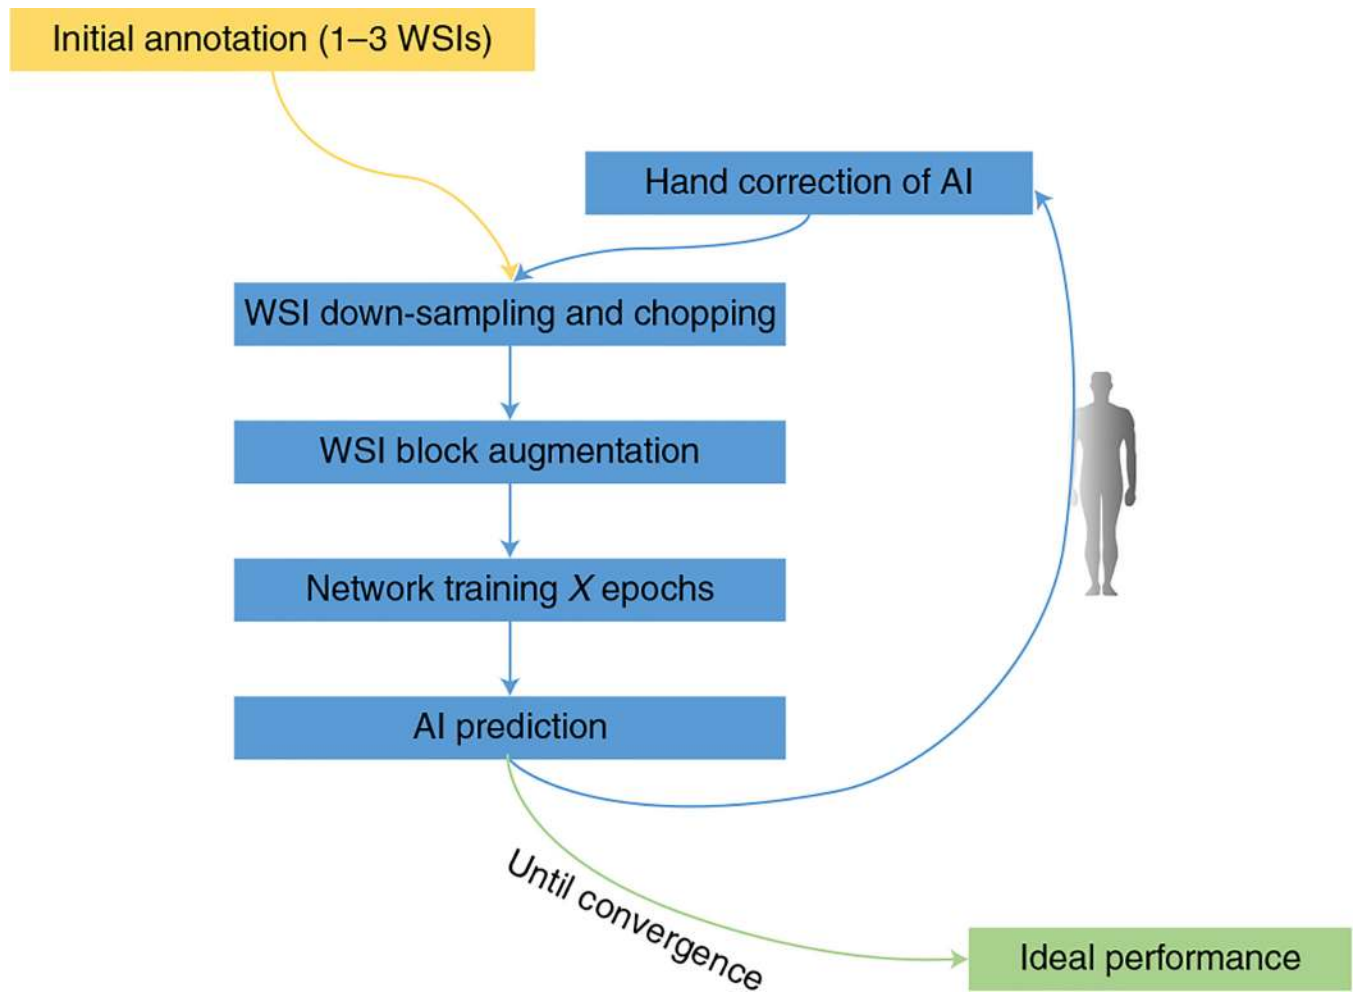 Initial annotation (1–3 WSIs)
Hand correction of AI
WSI down-sampling and chopping
WSI block augmentation
Network training X epochs
AI prediction
Until convergence
Ideal performance